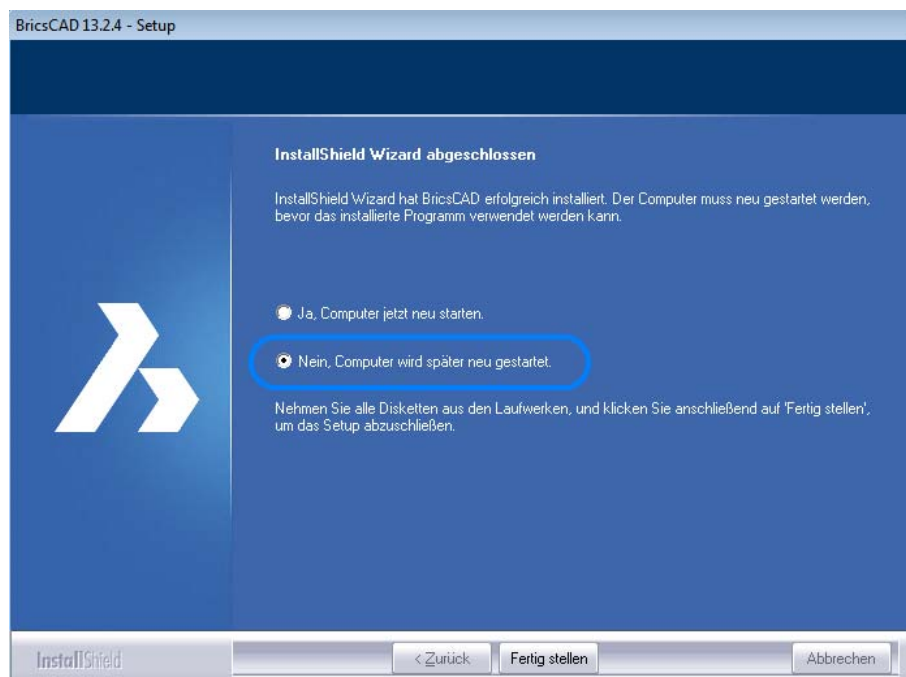 BricsCAD 13.2.4 - Setup
InstallShield Wizard abgeschlossen
InstallShield Wizard hat BricsCAD erfolgreich installiert. Der Computer muss neu gestartet werden,
bevor das installierte Programm verwendet werden kann.
Ja, Computer jetzt neu starten.
Nein, Computer wird später neu gestartet.
Nehmen Sie alle Disketten aus den Laufwerken, und klicken Sie anschließend auf 'Fertig stellen',
um das Setup abzuschließen.
InstallShield
< Zurück
Fertig stellen
Abbrechen